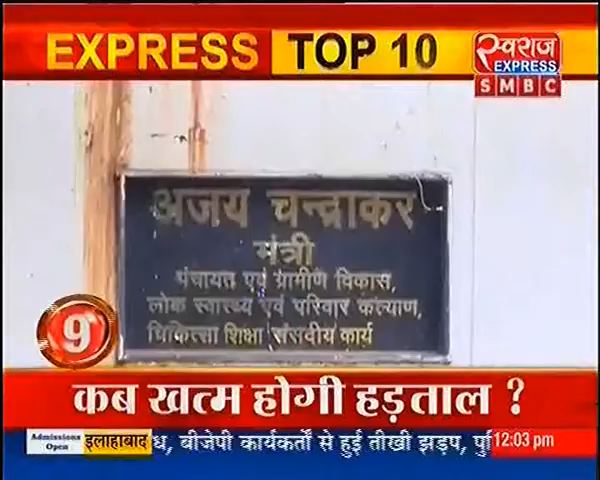 EXPRESS TOP 10
स्वराज
EXPRESS
SMBC
अजय चन्द्राकर
मंत्री
पंचायत एवं ग्रामीण विकास,
लोक स्वास्थ्य एवं परिवार कल्याण,
चिकित्सा शिक्षा संसदीय कार्य
9
कब खत्म होगी हड़ताल ?
Admissions
Open
इलाहाबाद
ध, बीजेपी कार्यकर्तों से हुई तीखी झड़प, पु
12:03 pm